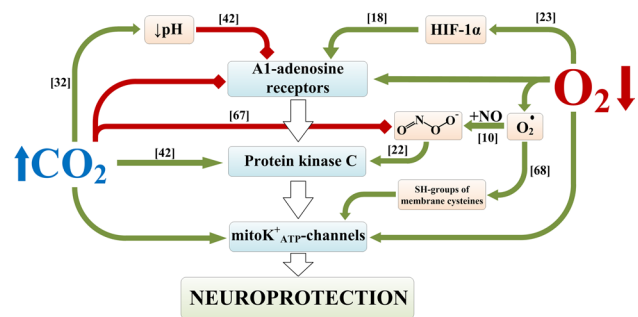 ↓pH
[42]
[18]
HIF-1α
[23]
[32]
A1-adenosine
receptors
O₂↓
[67]
O=N-O-O⁻
+NO
[10]
O₂•
↑CO₂
[42]
Protein kinase C
[22]
[68]
SH-groups of
membrane cysteines
mitoK⁺ATP-channels
NEUROPROTECTION